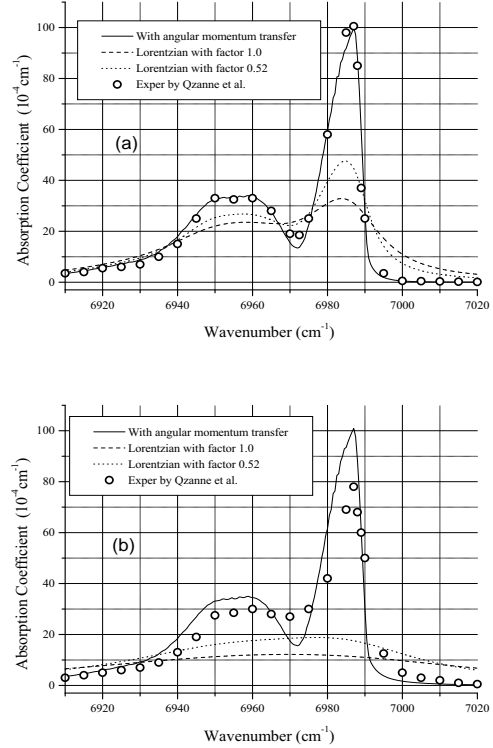 100
80
60
40
20
0
Absorption Coefficient (10⁻⁴cm⁻¹)
With angular momentum transfer
Lorentzian with factor 1.0
Lorentzian with factor 0.52
Exper by Qzanne et al.
(a)
6920 6940 6960 6980 7000 7020
Wavenumber (cm⁻¹)
100
80
60
40
20
0
Absorption Coefficient (10⁻⁴cm⁻¹)
With angular momentum transfer
Lorentzian with factor 1.0
Lorentzian with factor 0.52
Exper by Qzanne et al.
(b)
6920 6940 6960 6980 7000 7020
Wavenumber (cm⁻¹)